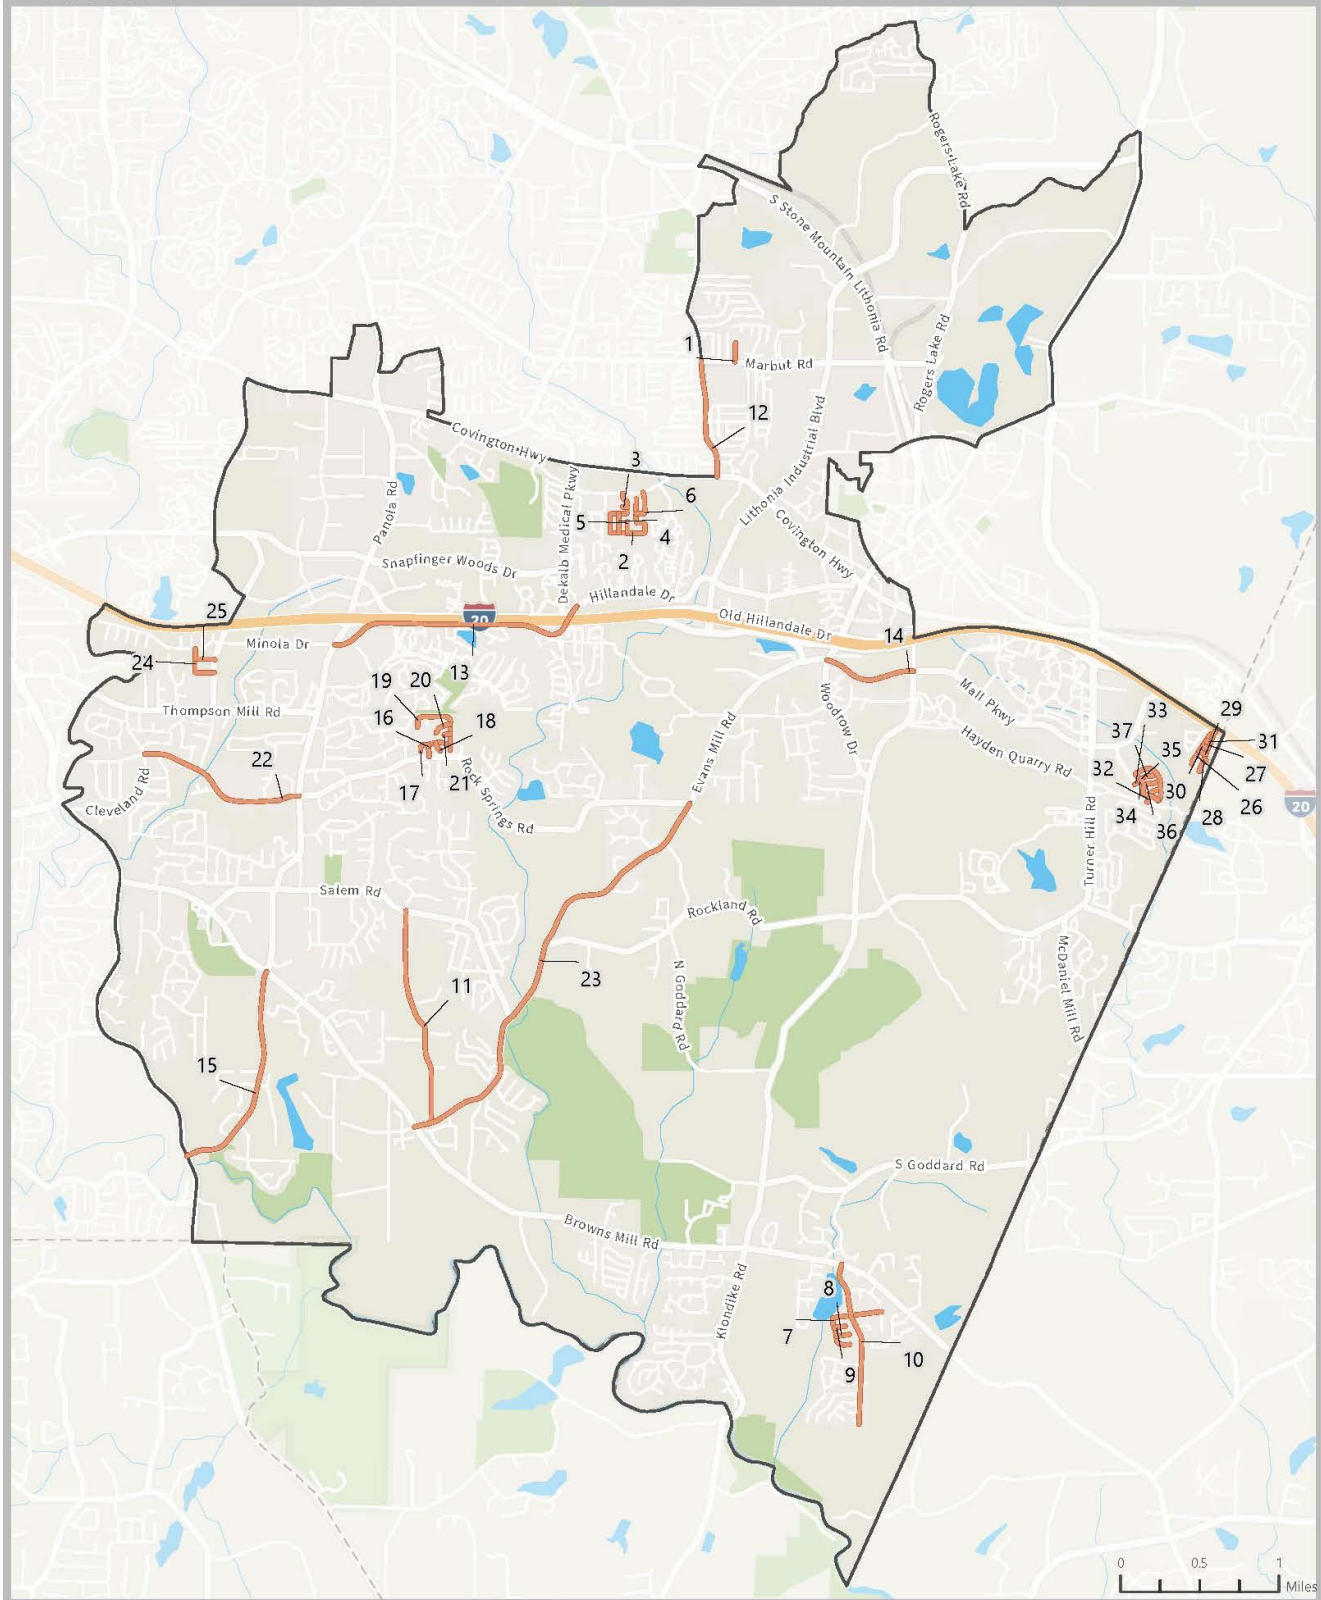 Rogers Lake Rd
S Stone Mountain Lithonia Rd
1
Marbut Rd
Rogers Lake Rd
12
Covington Hwy
3
Lithonia Industrial Blvd
Panola Rd
Dekalb Medical Pkwy
6
5
4
2
Covington Hwy
Snapfinger Woods Dr
Hillandale Dr
25
20
Old Hillandale Dr
Minola Dr
14
24
13
19
20
Mall Pkwy
Thompson Mill Rd
16
18
Woodrow Dr
33
29
37
31
Evans Mill Rd
Hayden Quarry Rd
35
22
21
32
27
17
Rock Springs Rd
30
26
Cleveland Rd
20
34
28
36
Turner Hill Rd
Salem Rd
Rockland Rd
23
N Goddard Rd
McDaniel Mill Rd
11
15
S Goddard Rd
Browns Mill Rd
Klondike Rd
8
7
10
9
0 0.5 1
Miles